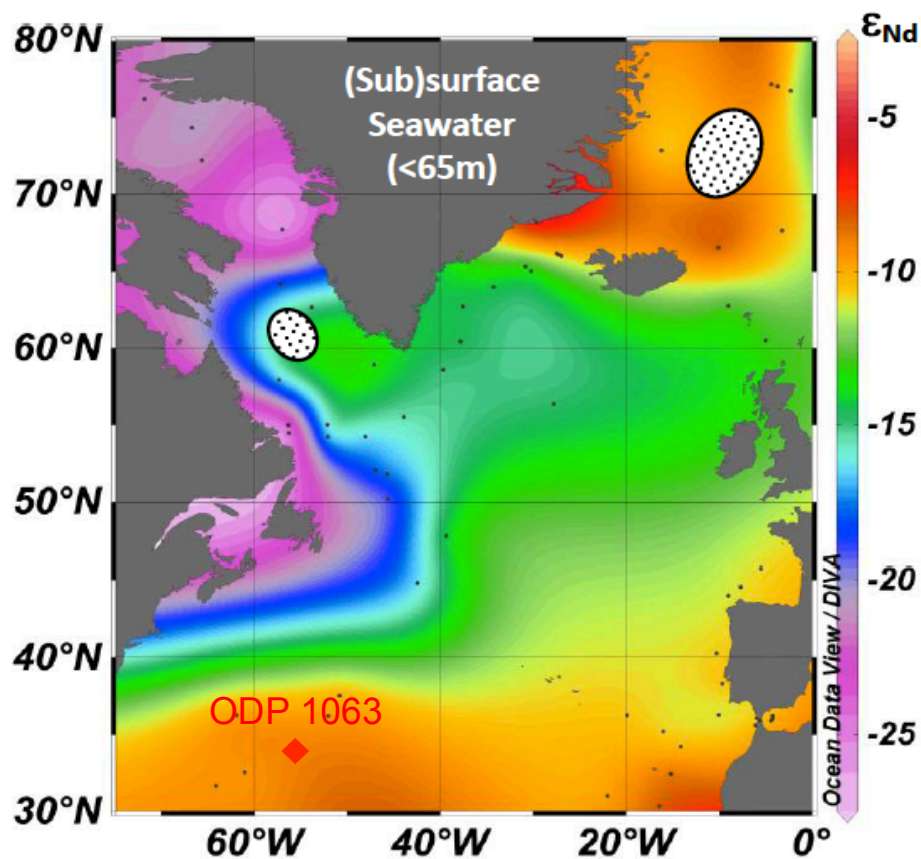 80°N
70°N
60°N
50°N
40°N
30°N
(Sub)surface
Seawater
(<65m)
ODP 1063
60°W
40°W
20°W
0°
εNd
-5
-10
-15
-20
-25
Ocean Data View / DIVA